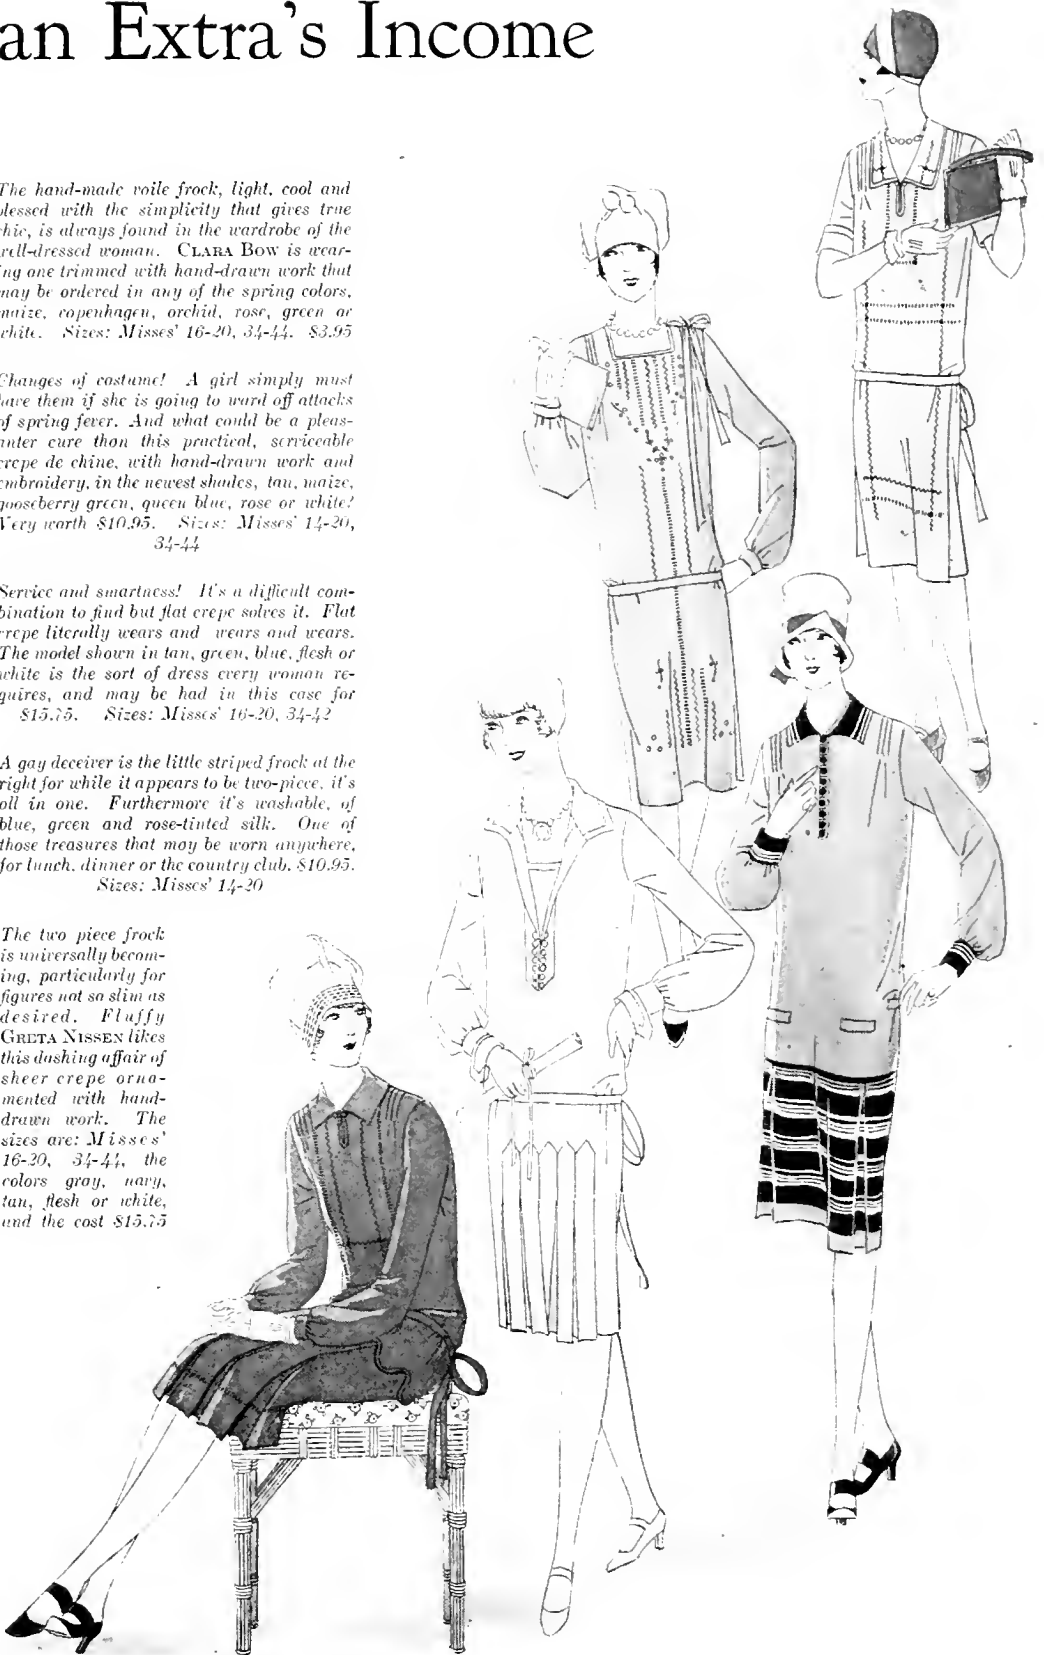 an Extra's Income
The hand-made voile frock, light, cool and
blessed with the simplicity that gives true
chic, is always found in the wardrobe of the
well-dressed woman. CLARA BOW is wear-
ing one trimmed with hand-drawn work that
may be ordered in any of the spring colors,
maize, copenhagen, orchid, rose, green or
white. Sizes: Misses' 16-20, 34-44. $3.95
Changes of costume! A girl simply must
have them if she is going to ward off attacks
of spring fever. And what could be a pleas-
anter cure than this practical, serviceable
crepe de chine, with hand-drawn work and
embroidery, in the newest shades, tan, maize,
gooseberry green, queen blue, rose or white?
Very worth $10.95. Sizes: Misses' 14-20,
34-44
Service and smartness! It's a difficult com-
bination to find but flat crepe solves it. Flat
crepe literally wears and wears and wears.
The model shown in tan, green, blue, flesh or
white is the sort of dress every woman re-
quires, and may be had in this case for
$15.75. Sizes: Misses' 16-20, 34-42
A gay deceiver is the little striped frock at the
right for while it appears to be two-piece, it's
all in one. Furthermore it's washable, of
blue, green and rose-tinted silk. One of
those treasures that may be worn anywhere,
for lunch, dinner or the country club. $10.95.
Sizes: Misses' 14-20
The two piece frock
is universally becom-
ing, particularly for
figures not so slim as
desired. Fluffy
GRETA NISSEN likes
this dashing affair of
sheer crepe orna-
mented with hand-
drawn work. The
sizes are: Misses'
16-20, 34-44, the
colors gray, navy,
tan, flesh or white,
and the cost $15.75